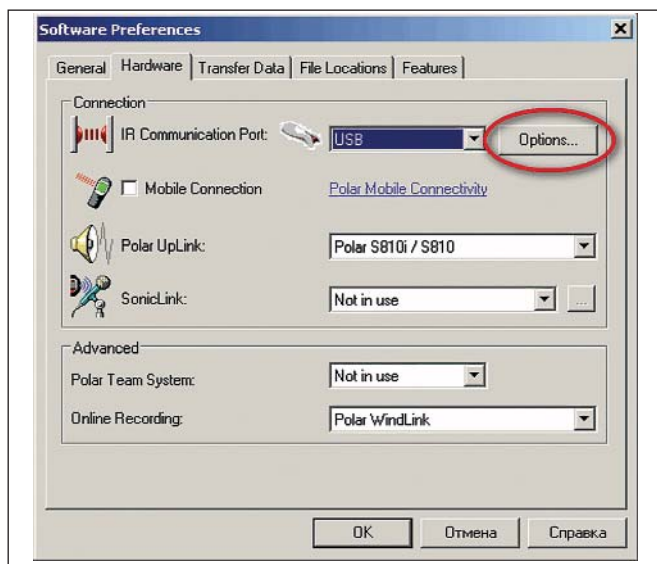 Software Preferences
General Hardware Transfer Data File Locations Features
Connection
IR Communication Port: USB Options...
Mobile Connection Polar Mobile Connectivity
Polar UpLink: Polar S810i / S810
SonicLink: Not in use ...
Advanced
Polar Team System: Not in use
Online Recording: Polar WindLink
OK Отмена Справка